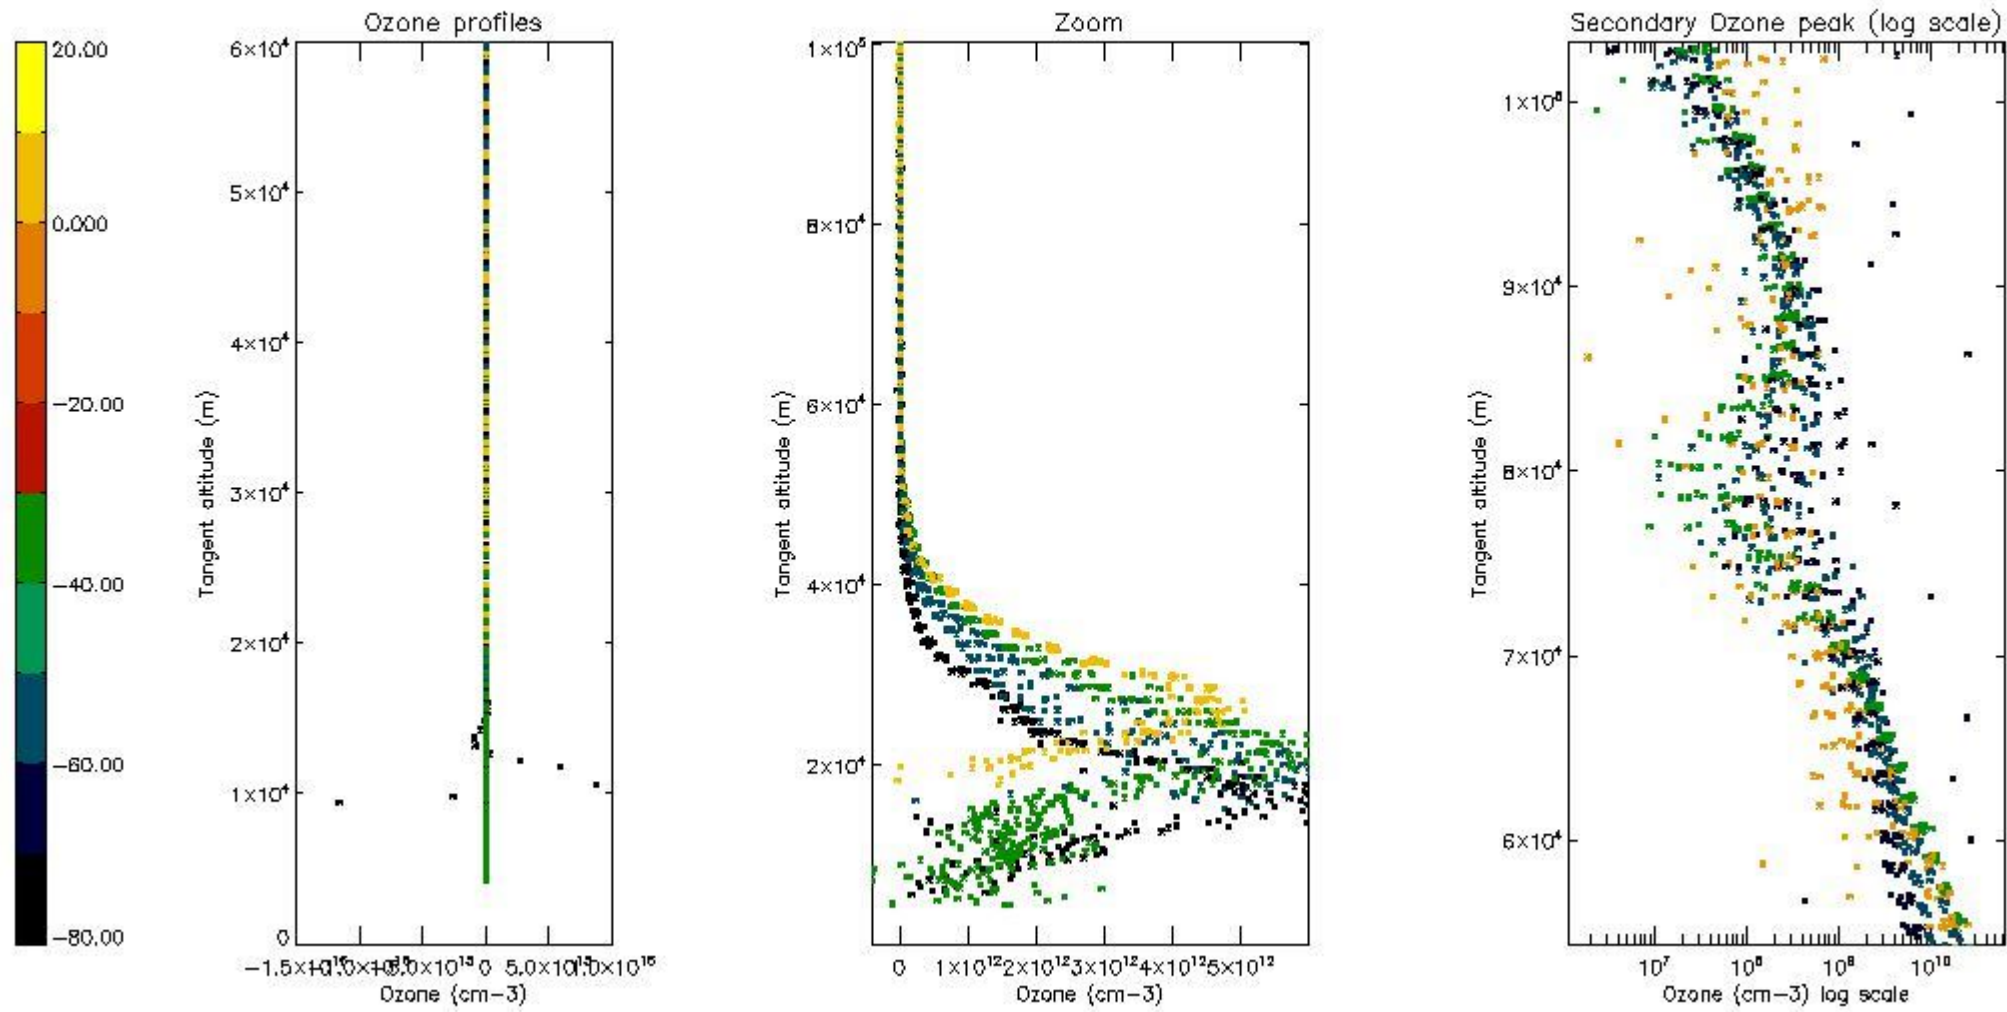 Ozone profiles
Zoom
Secondary Ozone peak (log scale)
20.00
0.000
−20.00
−40.00
−60.00
−80.00
6×10⁴
5×10⁴
4×10⁴
3×10⁴
2×10⁴
1×10⁴
0
Tangent altitude (m)
0
Ozone (cm−3)
1×10⁵
8×10⁴
6×10⁴
4×10⁴
2×10⁴
Tangent altitude (m)
0 1×10¹² 2×10¹² 3×10¹² 4×10¹² 5×10¹²
Ozone (cm−3)
9×10⁴
8×10⁴
7×10⁴
6×10⁴
Tangent altitude (m)
10⁷ 10⁸ 10⁹ 10¹⁰
Ozone (cm−3) log scale